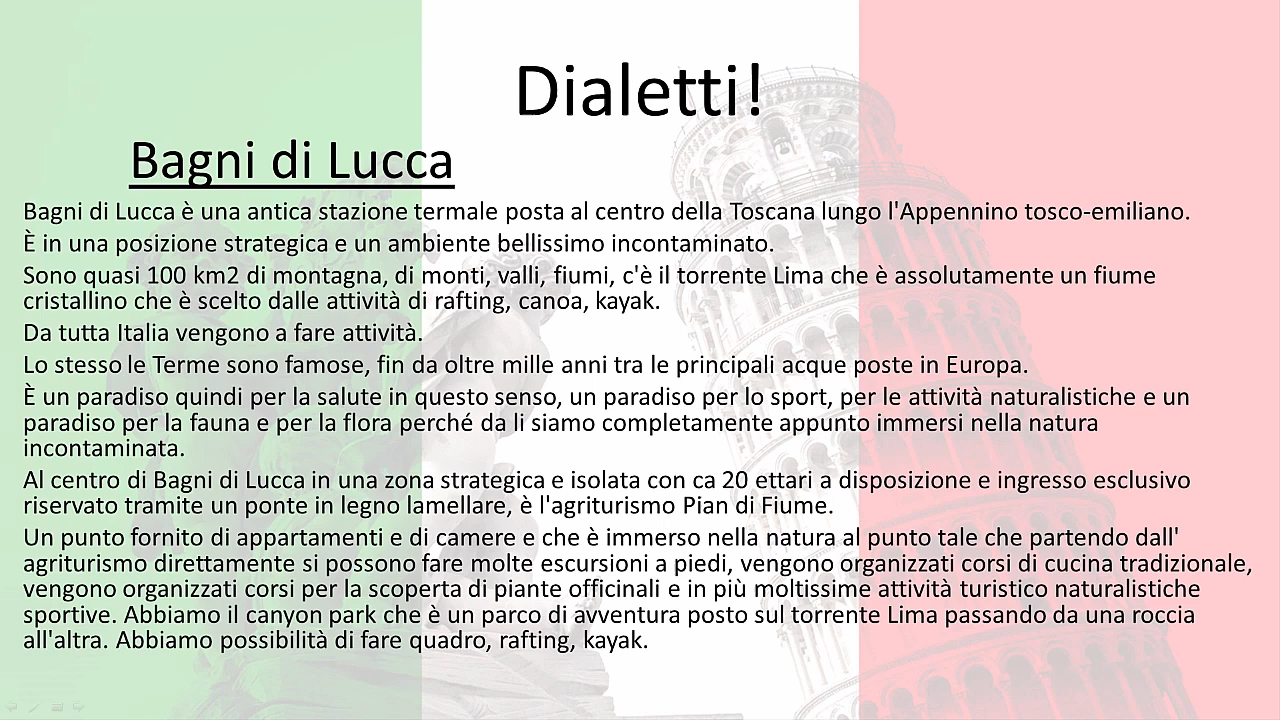 Dialetti!
Bagni di Lucca
Bagni di Lucca è una antica stazione termale posta al centro della Toscana lungo l'Appennino tosco-emiliano.
È in una posizione strategica e un ambiente bellissimo incontaminato.
Sono quasi 100 km2 di montagna, di monti, valli, fiumi, c'è il torrente Lima che è assolutamente un fiume
cristallino che è scelto dalle attività di rafting, canoa, kayak.
Da tutta Italia vengono a fare attività.
Lo stesso le Terme sono famose, fin da oltre mille anni tra le principali acque poste in Europa.
È un paradiso quindi per la salute in questo senso, un paradiso per lo sport, per le attività naturalistiche e un
paradiso per la fauna e per la flora perché da li siamo completamente appunto immersi nella natura
incontaminata.
Al centro di Bagni di Lucca in una zona strategica e isolata con ca 20 ettari a disposizione e ingresso esclusivo
riservato tramite un ponte in legno lamellare, è l'agriturismo Pian di Fiume.
Un punto fornito di appartamenti e di camere e che è immerso nella natura al punto tale che partendo dall'
agriturismo direttamente si possono fare molte escursioni a piedi, vengono organizzati corsi di cucina tradizionale,
vengono organizzati corsi per la scoperta di piante officinali e in più moltissime attività turistico naturalistiche
sportive. Abbiamo il canyon park che è un parco di avventura posto sul torrente Lima passando da una roccia
all'altra. Abbiamo possibilità di fare quadro, rafting, kayak.